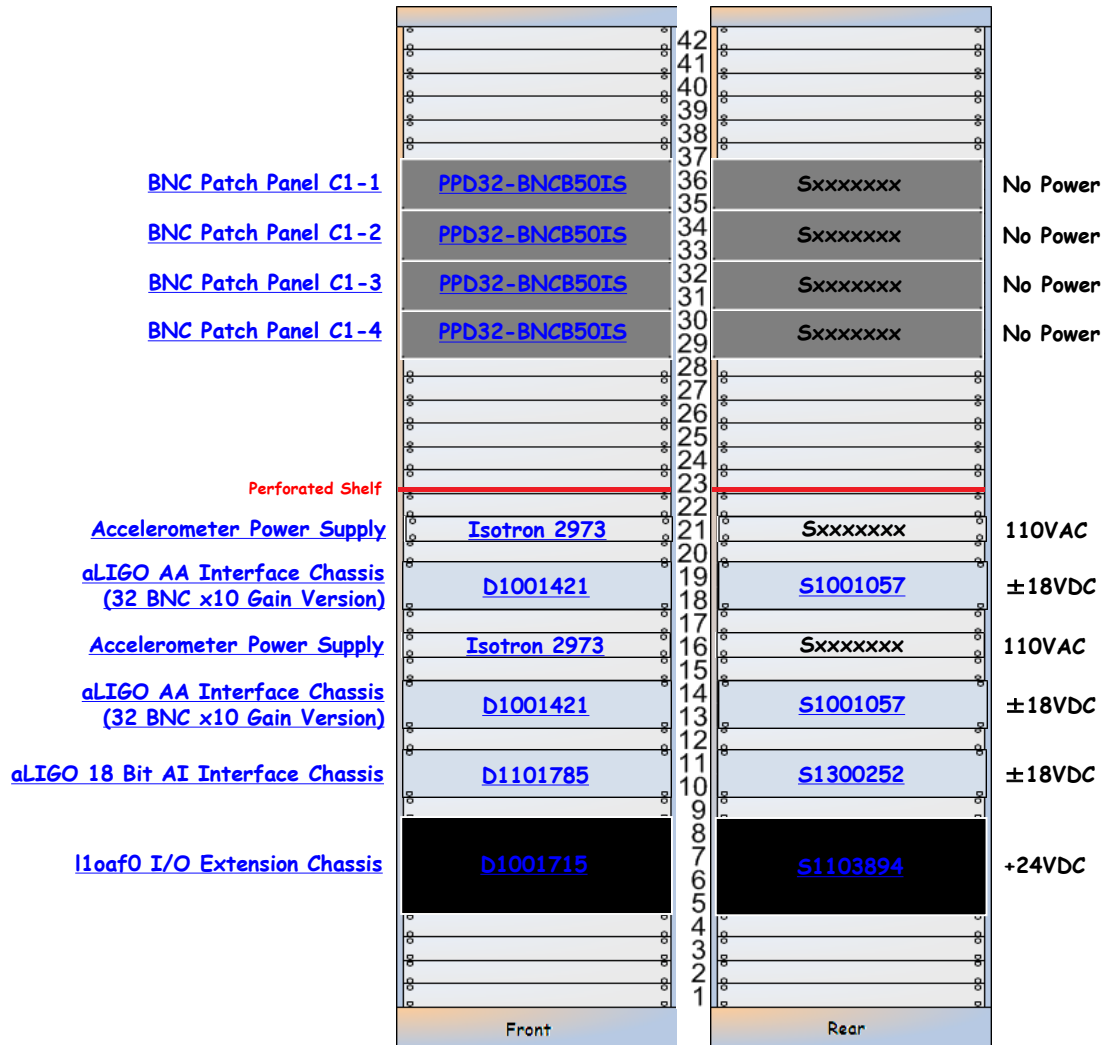 42
41
40
39
38
37
BNC Patch Panel C1-1 PPD32-BNCB50IS 36 Sxxxxxxx No Power
35
BNC Patch Panel C1-2 PPD32-BNCB50IS 34 Sxxxxxxx No Power
33
BNC Patch Panel C1-3 PPD32-BNCB50IS 32 Sxxxxxxx No Power
31
BNC Patch Panel C1-4 PPD32-BNCB50IS 30 Sxxxxxxx No Power
29
28
27
26
25
24
Perforated Shelf 23
22
Accelerometer Power Supply Isotron 2973 21 Sxxxxxxx 110VAC
20
aLIGO AA Interface Chassis 19
(32 BNC x10 Gain Version) D1001421 18 S1001057 ±18VDC
17
Accelerometer Power Supply Isotron 2973 16 Sxxxxxxx 110VAC
15
aLIGO AA Interface Chassis 14
(32 BNC x10 Gain Version) D1001421 13 S1001057 ±18VDC
12
11
aLIGO 18 Bit AI Interface Chassis D1101785 10 S1300252 ±18VDC
9
8
l1oaf0 I/O Extension Chassis D1001715 7 S1103894 +24VDC
6
5
4
3
2
1
Front Rear